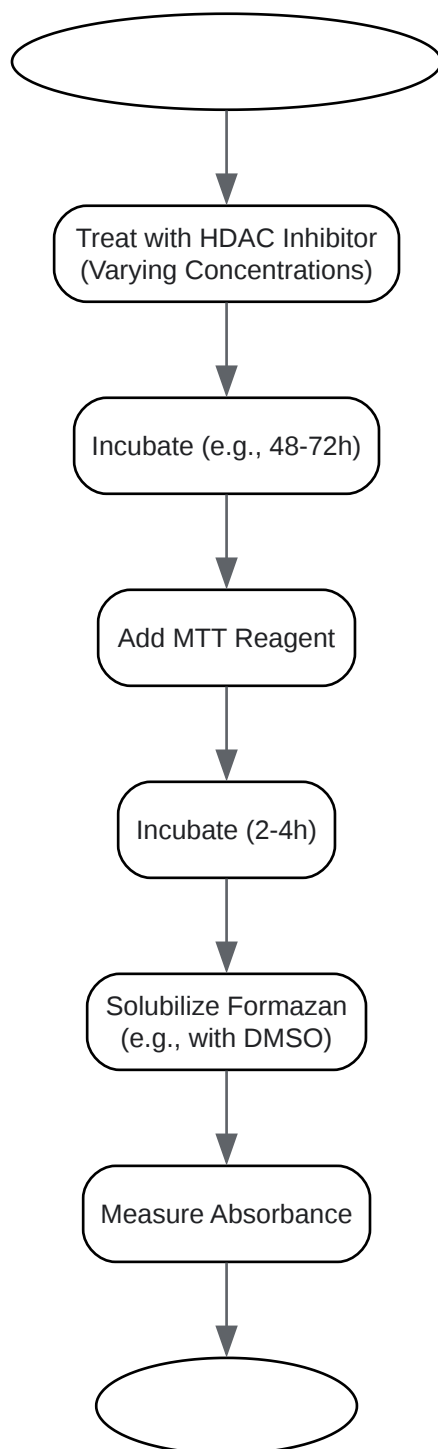 Treat with HDAC Inhibitor
(Varying Concentrations)
Incubate (e.g., 48-72h)
Add MTT Reagent
Incubate (2-4h)
Solubilize Formazan
(e.g., with DMSO)
Measure Absorbance